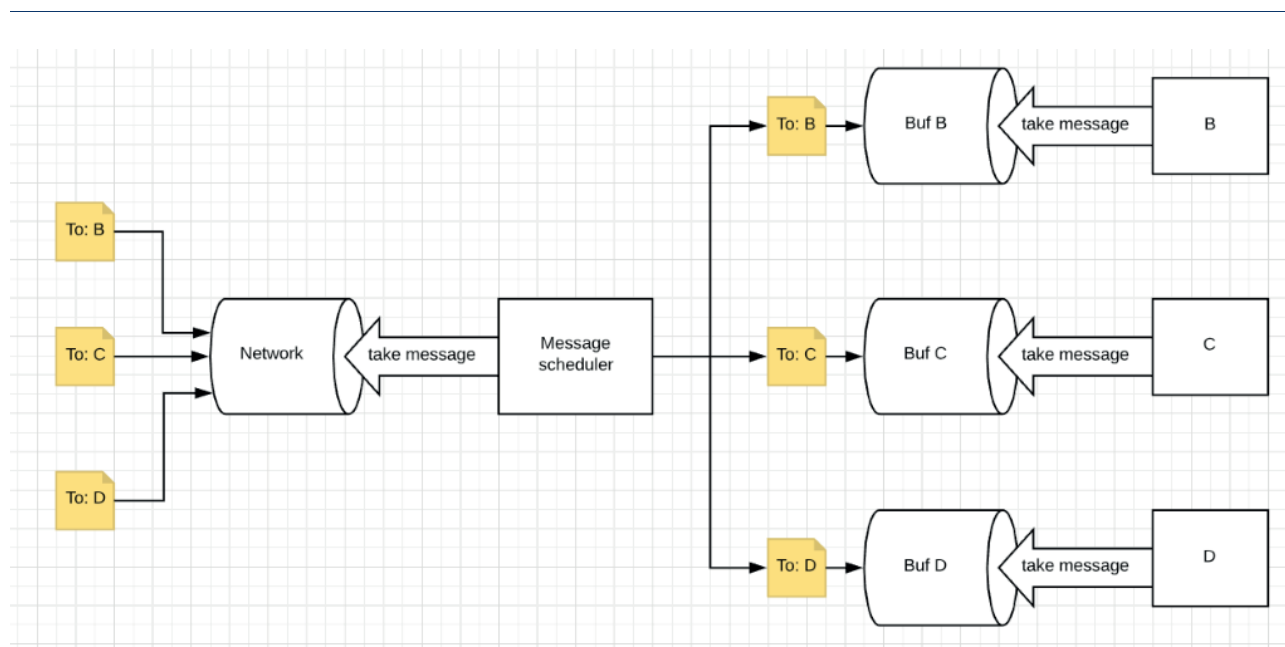 To: B
To: C
To: D
Network
take message
Message
scheduler
To: B
Buf B
take message
B
To: C
Buf C
take message
C
To: D
Buf D
take message
D